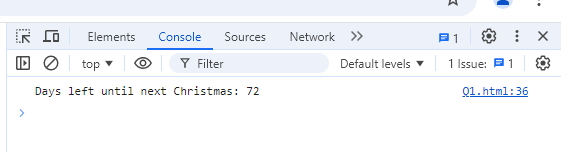 Elements Console Sources Network 1
top Filter Default levels 1 Issue: 1
Days left until next Christmas: 72 Q1.html:36